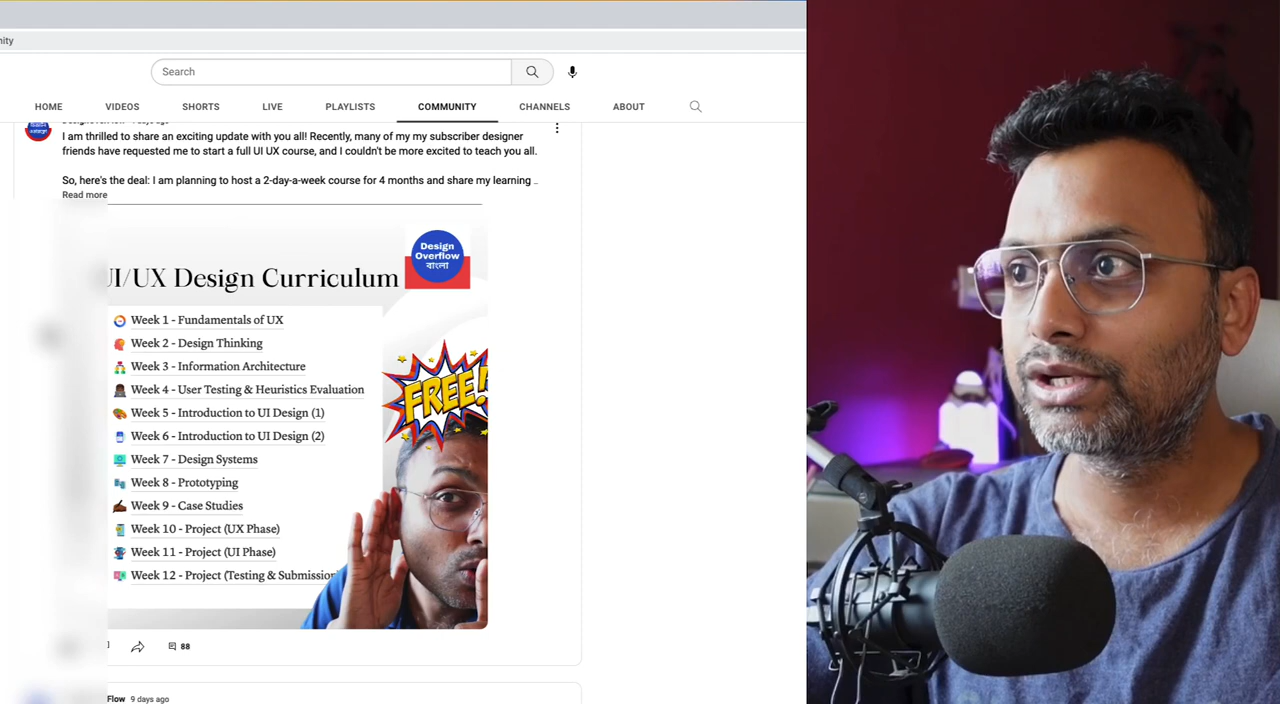 nity
Search
HOME VIDEOS SHORTS LIVE PLAYLISTS COMMUNITY CHANNELS ABOUT
I am thrilled to share an exciting update with you all! Recently, many of my my subscriber designer
friends have requested me to start a full UI UX course, and I couldn't be more excited to teach you all.
So, here's the deal: I am planning to host a 2-day-a-week course for 4 months and share my learning ...
Read more
Design
Overflow
বাংলা
UI/UX Design Curriculum
Week 1 - Fundamentals of UX
Week 2 - Design Thinking
Week 3 - Information Architecture
Week 4 - User Testing & Heuristics Evaluation
Week 5 - Introduction to UI Design (1)
Week 6 - Introduction to UI Design (2)
Week 7 - Design Systems
Week 8 - Prototyping
Week 9 - Case Studies
Week 10 - Project (UX Phase)
Week 11 - Project (UI Phase)
Week 12 - Project (Testing & Submission
FREE!
88
Flow 9 days ago